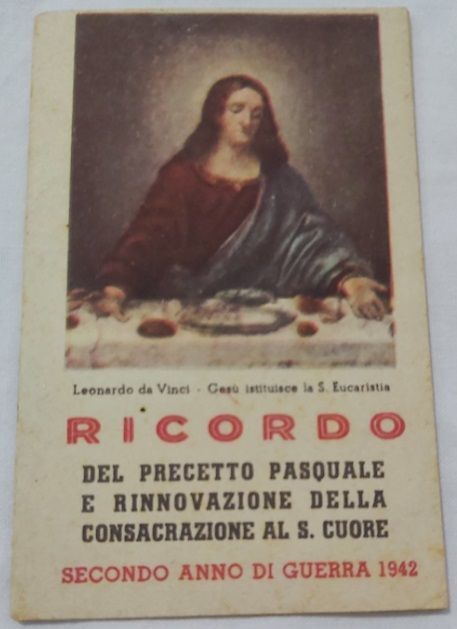 Leonardo da Vinci - Gesù istituisce la S. Eucaristia
RICORDO
DEL PRECETTO PASQUALE
E RINNOVAZIONE DELLA
CONSACRAZIONE AL S. CUORE
SECONDO ANNO DI GUERRA 1942